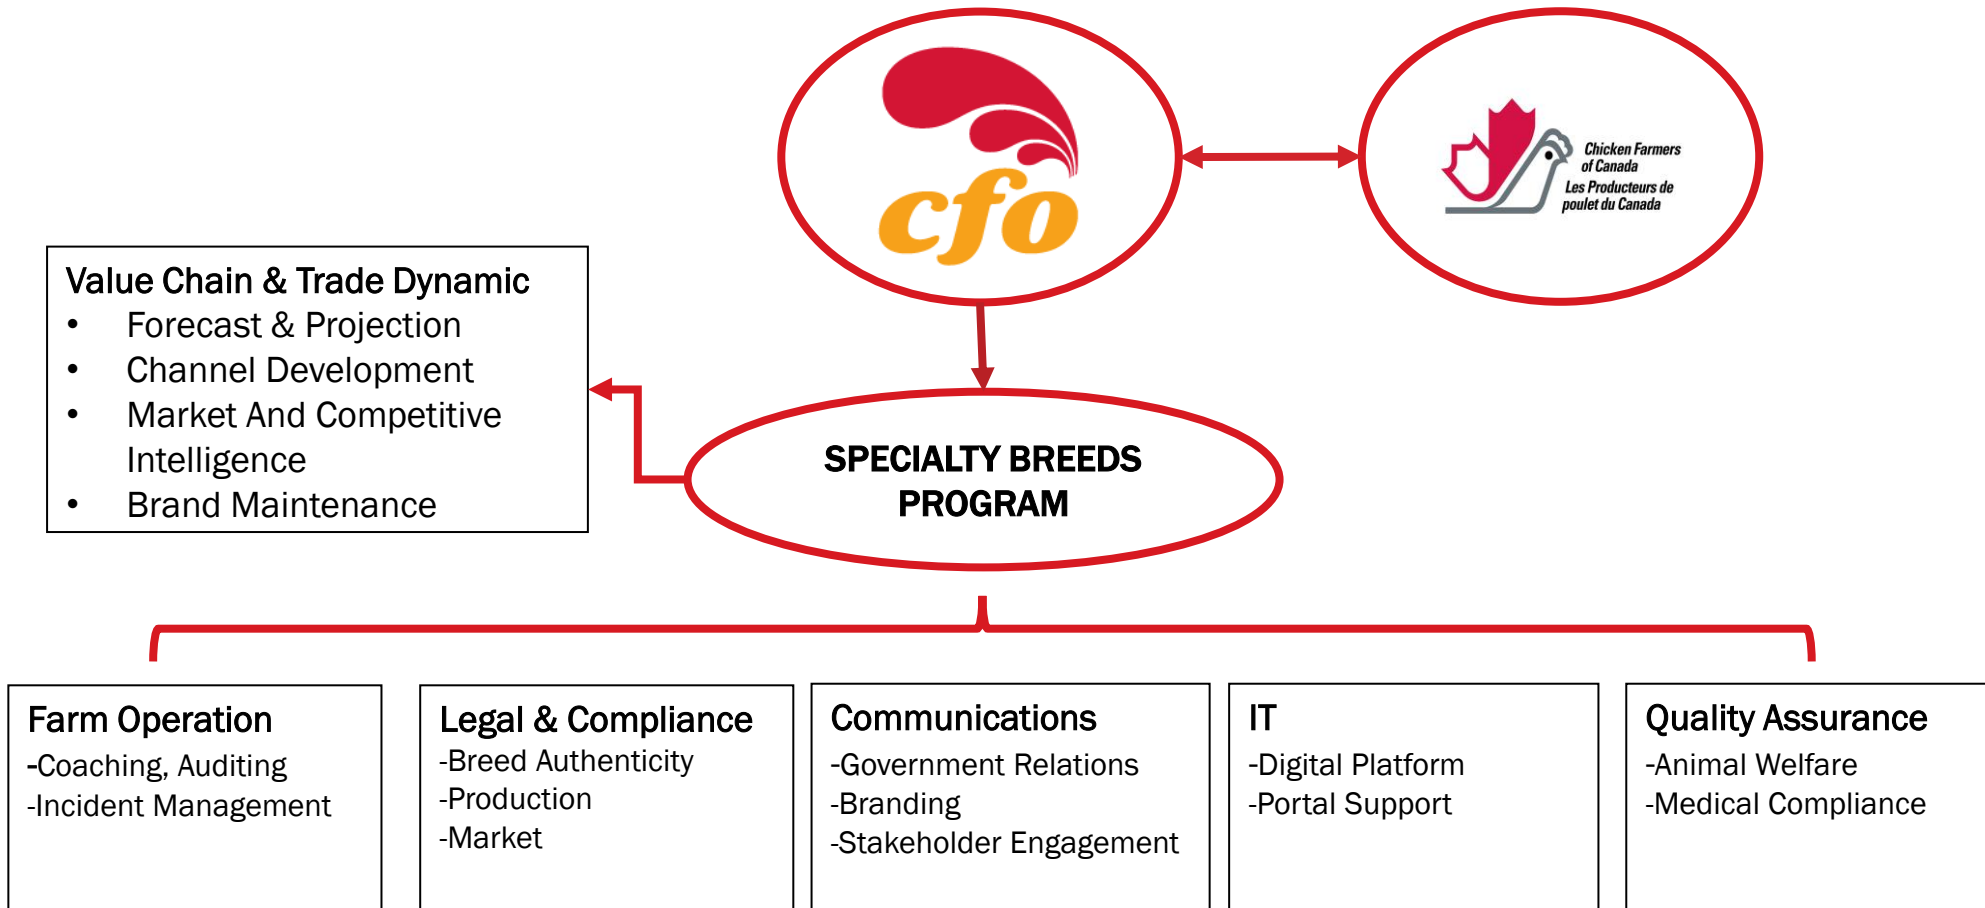 cfo
Chicken Farmers
of Canada
Les Producteurs de
poulet du Canada
Value Chain & Trade Dynamic
• Forecast & Projection
• Channel Development
• Market And Competitive
Intelligence
• Brand Maintenance
SPECIALTY BREEDS
PROGRAM
Farm Operation
-Coaching, Auditing
-Incident Management
Legal & Compliance
-Breed Authenticity
-Production
-Market
Communications
-Government Relations
-Branding
-Stakeholder Engagement
IT
-Digital Platform
-Portal Support
Quality Assurance
-Animal Welfare
-Medical Compliance